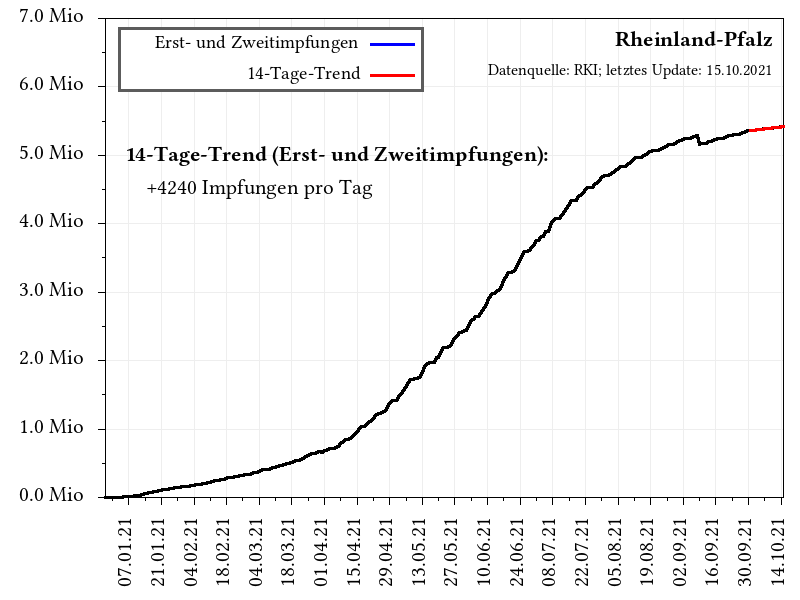 7.0 Mio
Erst- und Zweitimpfungen
14-Tage-Trend
Rheinland-Pfalz
Datenquelle: RKI; letztes Update: 15.10.2021
6.0 Mio
14-Tage-Trend (Erst- und Zweitimpfungen):
+4240 Impfungen pro Tag
5.0 Mio
4.0 Mio
3.0 Mio
2.0 Mio
1.0 Mio
0.0 Mio
07.01.21
21.01.21
04.02.21
18.02.21
04.03.21
18.03.21
01.04.21
15.04.21
29.04.21
13.05.21
27.05.21
10.06.21
24.06.21
08.07.21
22.07.21
05.08.21
19.08.21
02.09.21
16.09.21
30.09.21
14.10.21